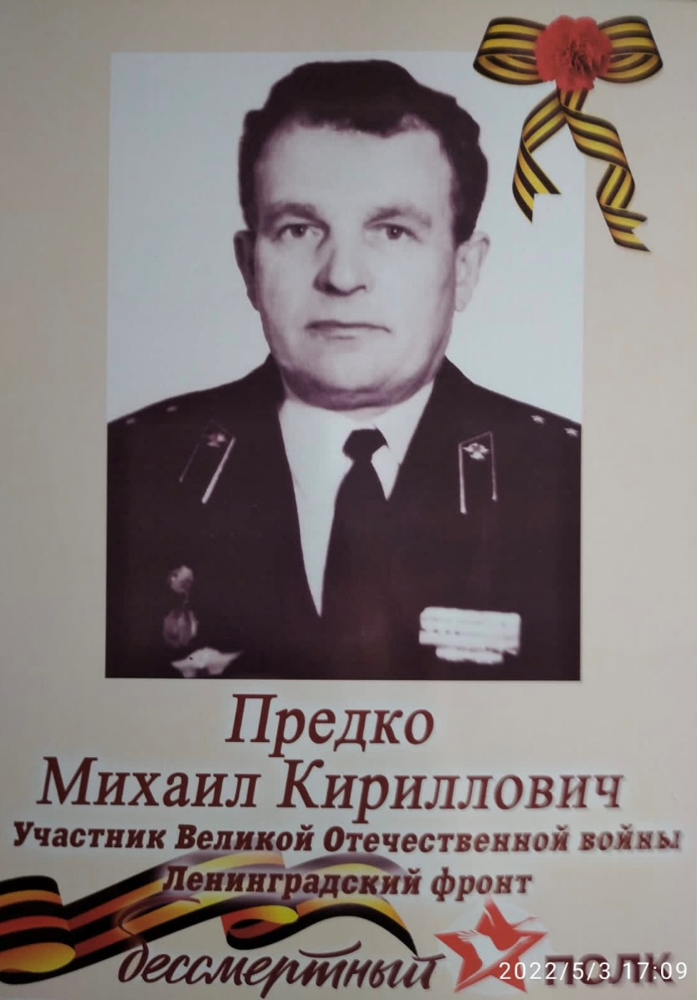 Предко
Михаил Кириллович
Участник Великой Отечественной войны
Ленинградский фронт
бессмертный полк
2022/5/3 17:09